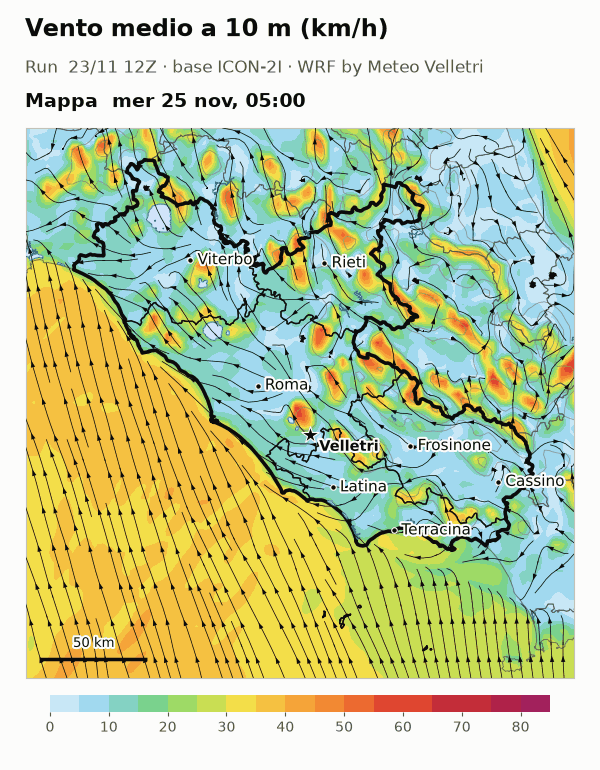 Vento medio a 10 m (km/h)
Run  23/11 12Z · base ICON-2I · WRF by Meteo Velletri
Mappa  mer 25 nov, 05:00
Viterbo
Rieti
Roma
Velletri
Frosinone
Cassino
Latina
Terracina
50 km
0 10 20 30 40 50 60 70 80